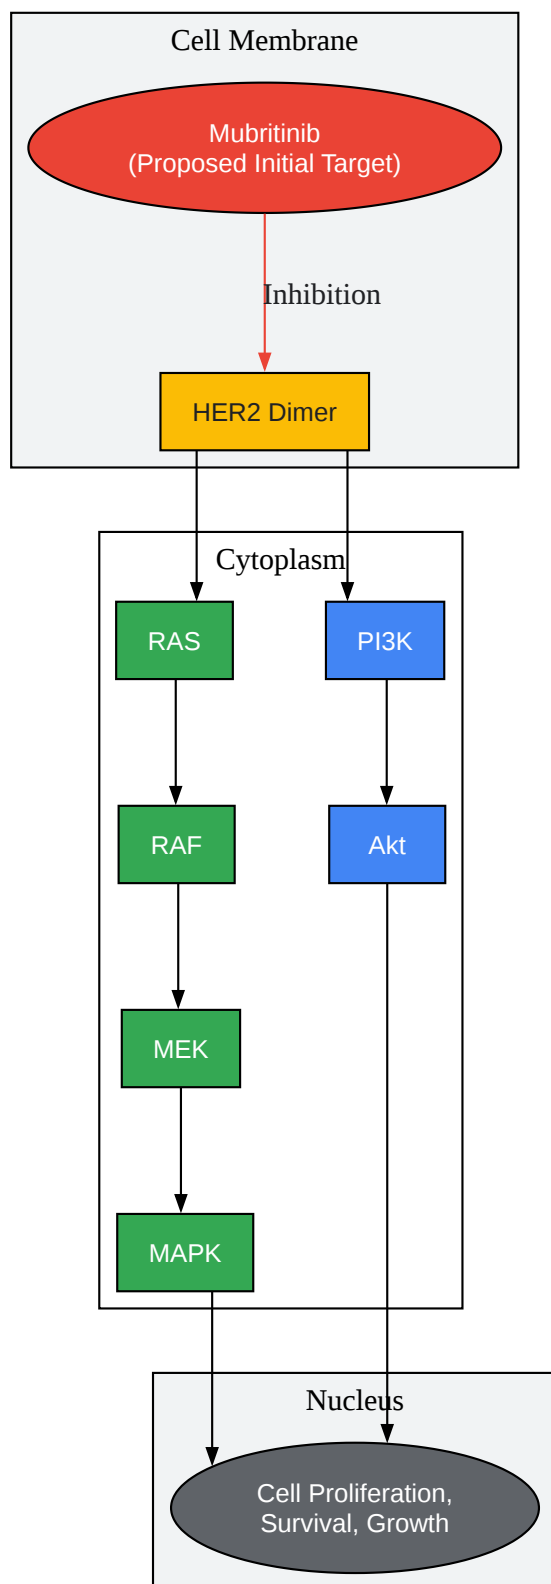 Cell Membrane
Mubritinib
(Proposed Initial Target)
Inhibition
HER2 Dimer
Cytoplasm
RAS
PI3K
RAF
Akt
MEK
MAPK
Nucleus
Cell Proliferation,
Survival, Growth